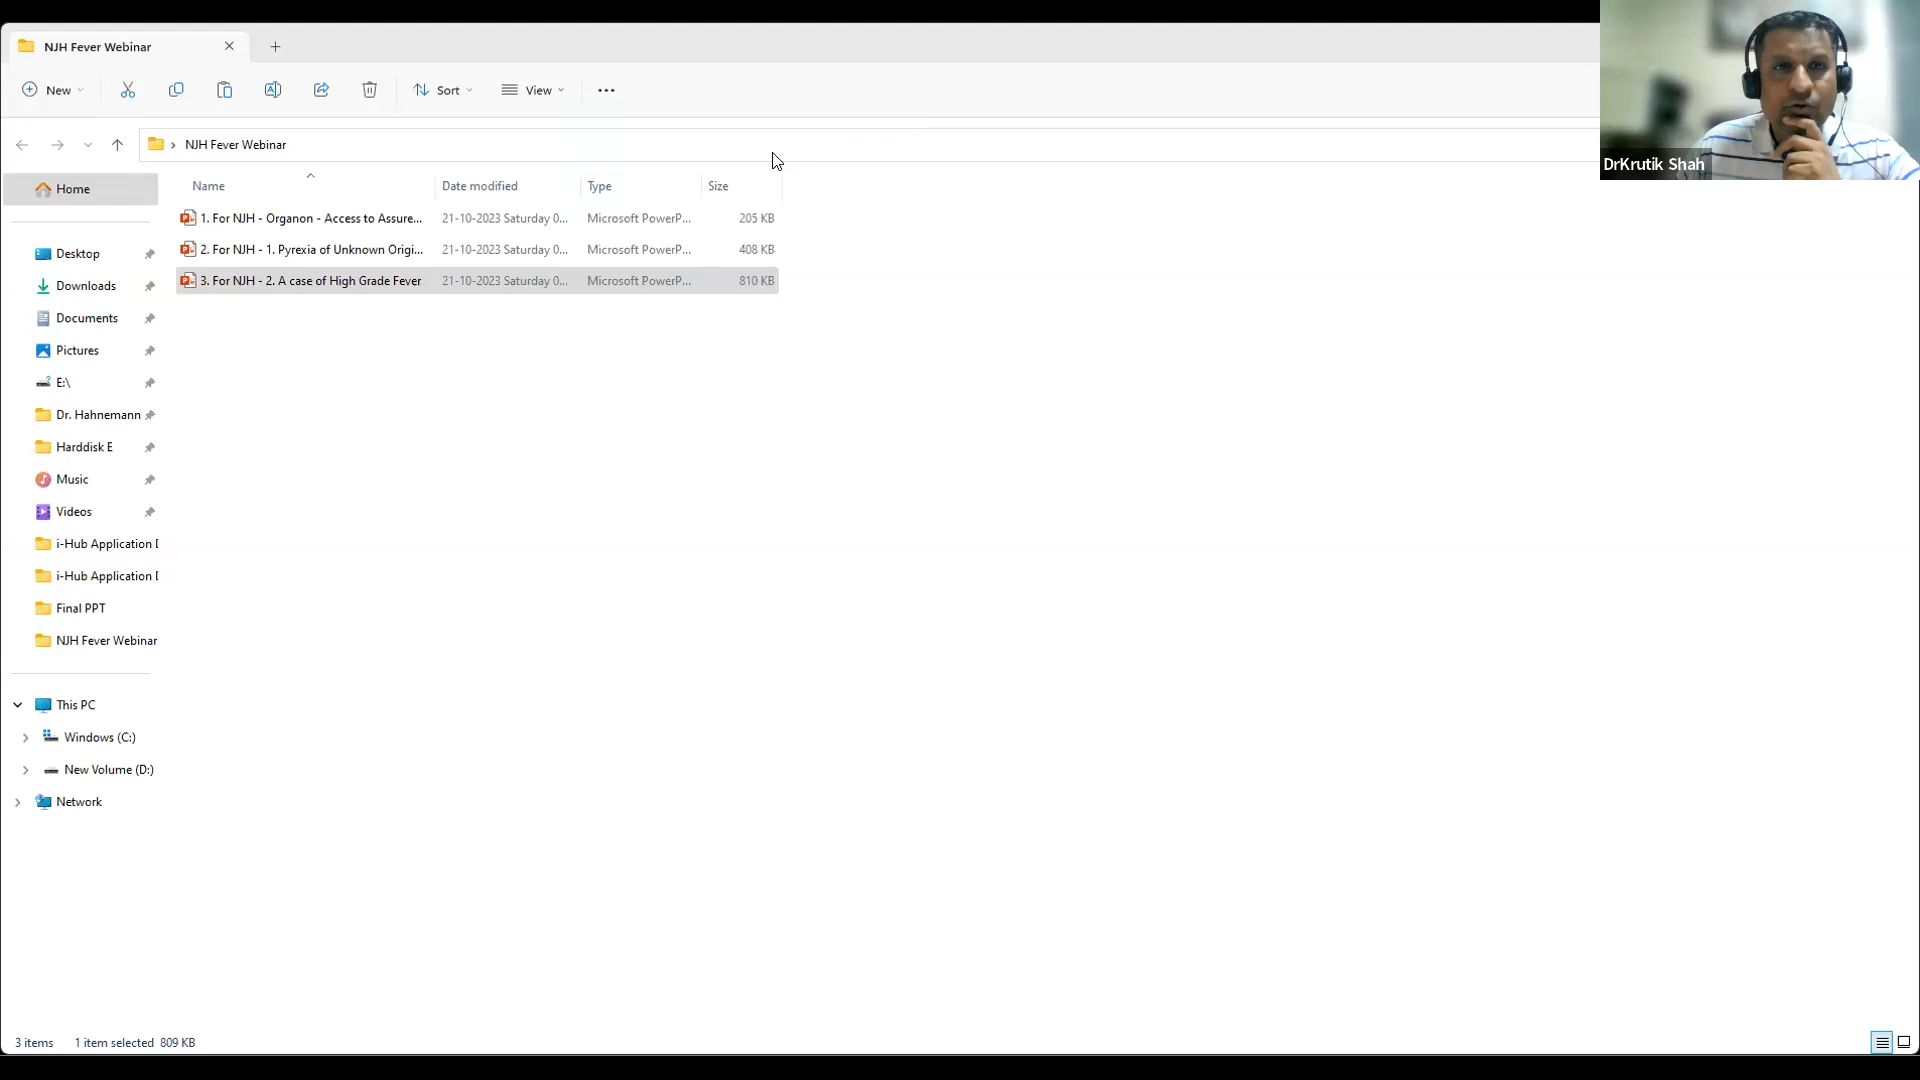 NJH Fever Webinar
New
Sort
View
NJH Fever Webinar
DrKrutik Shah
Home
Name Date modified Type Size
1. For NJH - Organon - Access to Assure... 21-10-2023 Saturday 0... Microsoft PowerP... 205 KB
2. For NJH - 1. Pyrexia of Unknown Origi... 21-10-2023 Saturday 0... Microsoft PowerP... 408 KB
3. For NJH - 2. A case of High Grade Fever 21-10-2023 Saturday 0... Microsoft PowerP... 810 KB
Desktop
Downloads
Documents
Pictures
E:\
Dr. Hahnemann
Harddisk E
Music
Videos
i-Hub Application
i-Hub Application
Final PPT
NJH Fever Webinar
This PC
Windows (C:)
New Volume (D:)
Network
3 items 1 item selected 809 KB